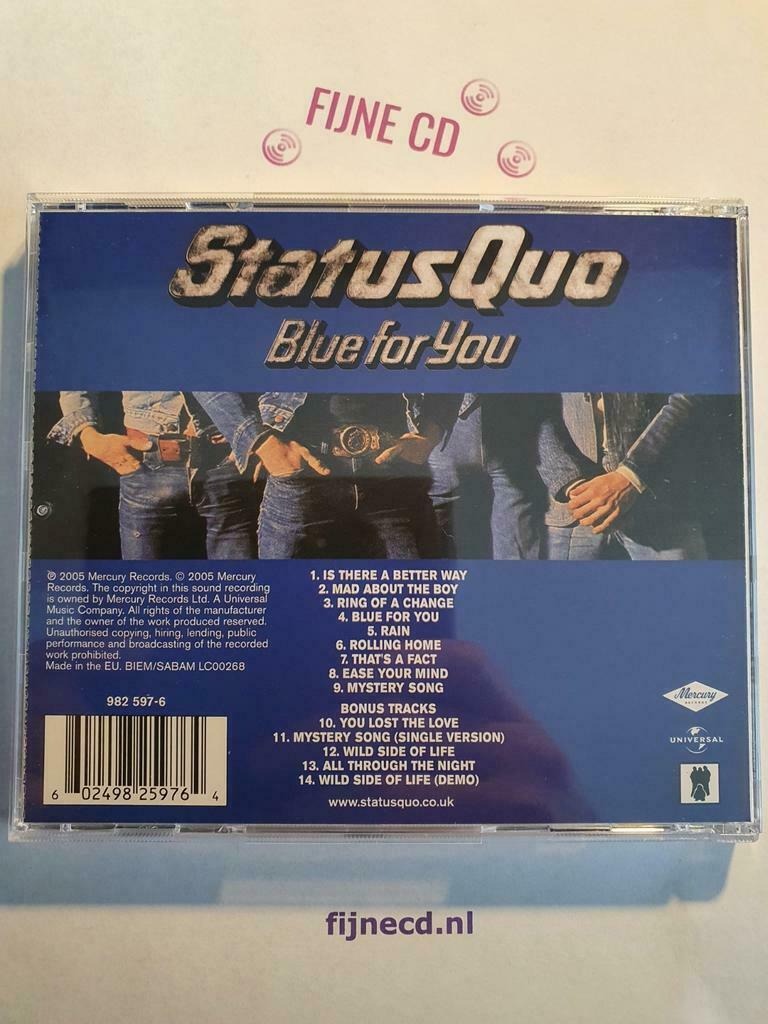 FIJNE CD
Status Quo
Blue for You
℗ 2005 Mercury Records. © 2005 Mercury
Records. The copyright in this sound recording
is owned by Mercury Records Ltd. A Universal
Music Company. All rights of the manufacturer
and the owner of the work produced reserved.
Unauthorised copying, hiring, lending, public
performance and broadcasting of the recorded
work prohibited.
Made in the EU. BIEM/SABAM LC00268
982 597-6
6 02498 25976 4
1. IS THERE A BETTER WAY
2. MAD ABOUT THE BOY
3. RING OF A CHANGE
4. BLUE FOR YOU
5. RAIN
6. ROLLING HOME
7. THAT'S A FACT
8. EASE YOUR MIND
9. MYSTERY SONG
BONUS TRACKS
10. YOU LOST THE LOVE
11. MYSTERY SONG (SINGLE VERSION)
12. WILD SIDE OF LIFE
13. ALL THROUGH THE NIGHT
14. WILD SIDE OF LIFE (DEMO)
www.statusquo.co.uk
Mercury
RECORDS
UNIVERSAL
fijnecd.nl